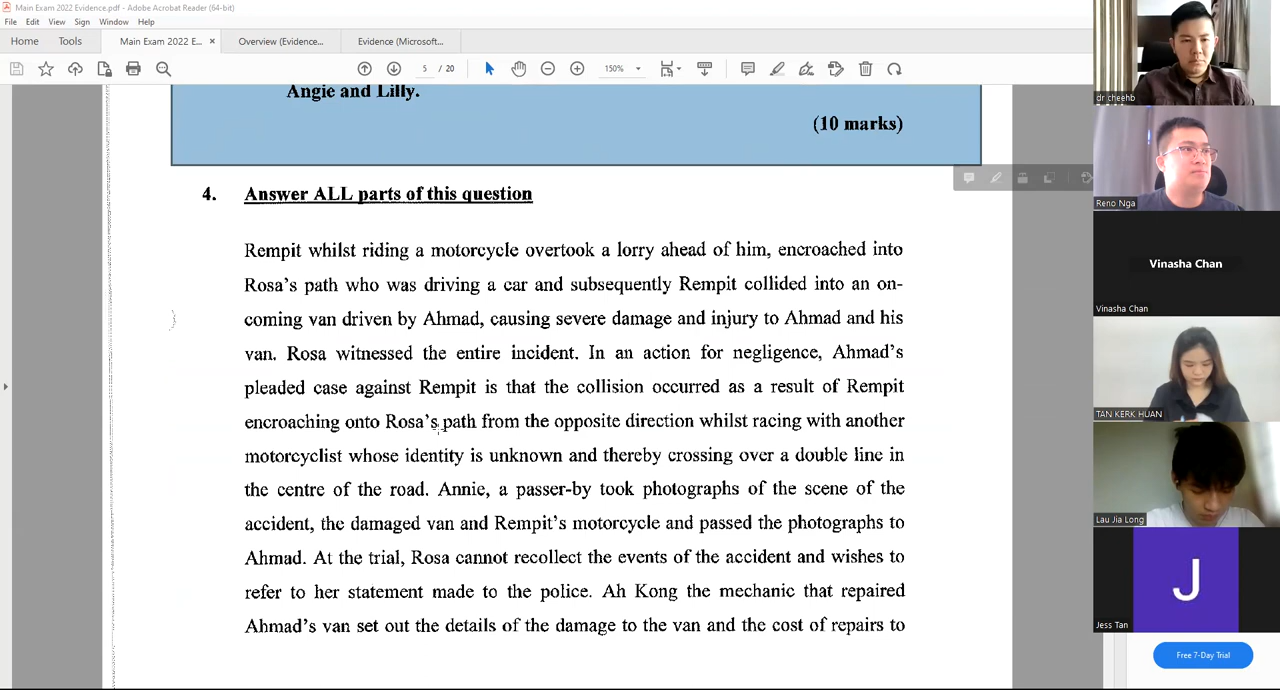 Main Exam 2022 Evidence.pdf - Adobe Acrobat Reader (64-bit)
File Edit View Sign Window Help
Home Tools Main Exam 2022 E... × Overview (Evidence... Evidence (Microsoft...
5 / 20 150%
Angie and Lilly.
(10 marks)
4. Answer ALL parts of this question
Rempit whilst riding a motorcycle overtook a lorry ahead of him, encroached into
Rosa's path who was driving a car and subsequently Rempit collided into an on-
coming van driven by Ahmad, causing severe damage and injury to Ahmad and his
van. Rosa witnessed the entire incident. In an action for negligence, Ahmad's
pleaded case against Rempit is that the collision occurred as a result of Rempit
encroaching onto Rosa's path from the opposite direction whilst racing with another
motorcyclist whose identity is unknown and thereby crossing over a double line in
the centre of the road. Annie, a passer-by took photographs of the scene of the
accident, the damaged van and Rempit's motorcycle and passed the photographs to
Ahmad. At the trial, Rosa cannot recollect the events of the accident and wishes to
refer to her statement made to the police. Ah Kong the mechanic that repaired
Ahmad's van set out the details of the damage to the van and the cost of repairs to
dr cheehb
Reno Nga
Vinasha Chan
Vinasha Chan
TAN KERK HUAN
Lau Jia Long
J
Jess Tan
Free 7-Day Trial